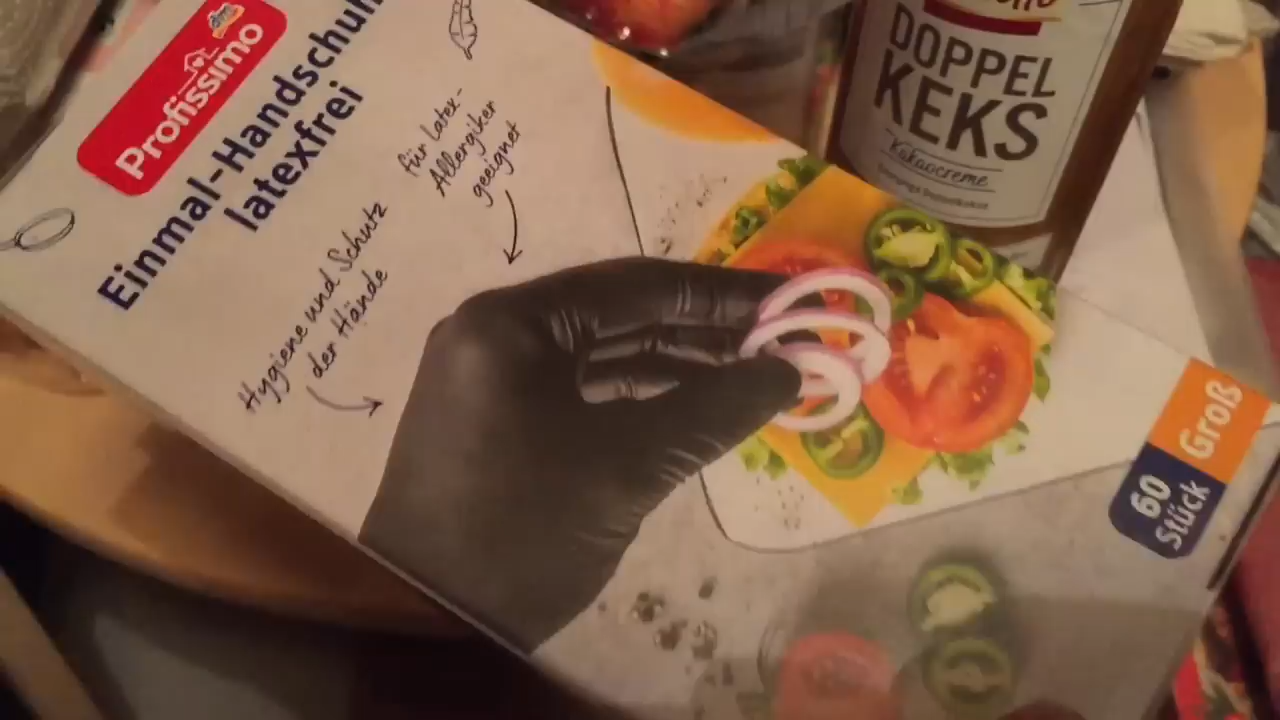 dm
Profissimo
Einmal-Handschuh
latexfrei
für latex-
Allergiker
geeignet
Hygiene und Schutz
der Hände
Groß
60
Stück
DOPPEL
KEKS
Kakaocreme